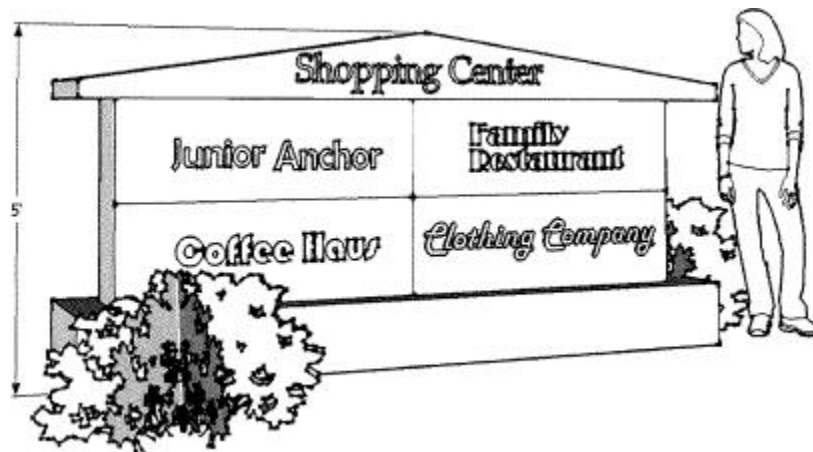 Shopping Center
Junior Anchor
Family
Restaurant
Coffee Haus
Clothing Company
5'